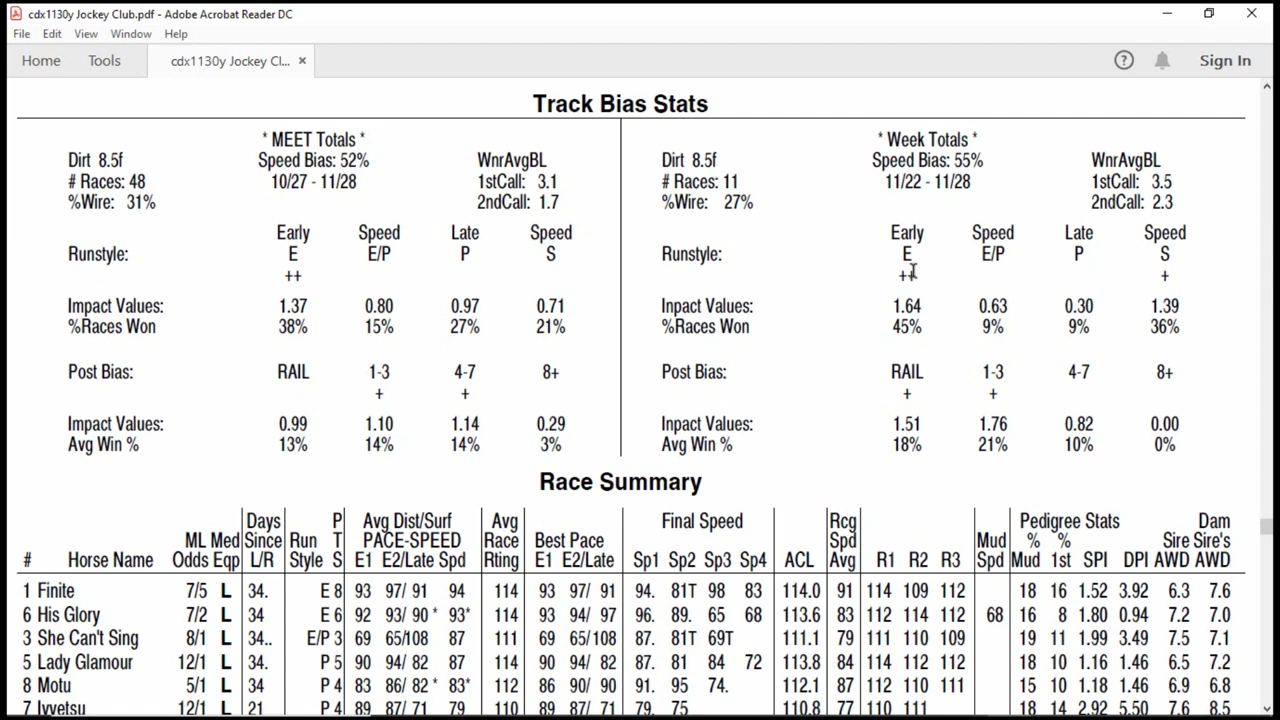 cdx1130y Jockey Club.pdf - Adobe Acrobat Reader DC
File Edit View Window Help
Home Tools cdx1130y Jockey Cl... × ? Sign In
Track Bias Stats
* MEET Totals *
Dirt 8.5f Speed Bias: 52% WnrAvgBL
# Races: 48 10/27 - 11/28 1stCall: 3.1
%Wire: 31% 2ndCall: 1.7
Early Speed Late Speed
Runstyle: E E/P P S
++
Impact Values: 1.37 0.80 0.97 0.71
%Races Won 38% 15% 27% 21%
Post Bias: RAIL 1-3 4-7 8+
+ +
Impact Values: 0.99 1.10 1.14 0.29
Avg Win % 13% 14% 14% 3%
* Week Totals *
Dirt 8.5f Speed Bias: 55% WnrAvgBL
# Races: 11 11/22 - 11/28 1stCall: 3.5
%Wire: 27% 2ndCall: 2.3
Early Speed Late Speed
Runstyle: E E/P P S
++ +
Inpact Values: 1.64 0.63 0.30 1.39
%Races Won 45% 9% 9% 36%
Post Bias: RAIL 1-3 4-7 8+
+ +
Inpact Values: 1.51 1.76 0.82 0.00
Avg Win % 18% 21% 10% 0%
Race Summary
Days P Avg Dist/Surf Avg Final Speed Rcg Pedigree Stats
ML Med Since Run T PACE-SPEED Race Best Pace Spd Mud % % Dam Sire Sire's
# Horse Name Odds Eqp L/R Style S E1 E2/Late Spd Rting E1 E2/Late Sp1 Sp2 Sp3 Sp4 ACL Avg R1 R2 R3 Spd Mud 1st SPI DPI AWD AWD
1 Finite 7/5 L 34. E 8 93 97/ 91 94 114 93 97/ 91 94. 81T 98 83 114.0 91 114 109 112 18 16 1.52 3.92 6.3 7.6
6 His Glory 7/2 L 34 E 6 92 93/ 90 * 93* 114 93 94/ 91 96. 89. 65 68 113.6 83 112 114 112 68 16 8 1.80 0.94 7.2 7.0
3 She Can't Sing 8/1 L 34.. E/P 3 69 65/108 87 111 69 65/108 87. 81T 69T 111.1 79 111 110 109 19 11 1.99 3.49 7.5 7.1
5 Lady Glamour 12/1 L 34. P 5 90 94/ 82 87 114 90 94/ 82 87. 81 84 72 113.8 84 114 112 112 18 10 1.16 1.46 6.5 7.2
8 Motu 5/1 L 34 P 4 83 86/ 82 * 83* 112 86 90/ 90 91. 95 74. 112.1 87 112 110 111 15 10 1.18 1.46 6.9 6.8
7 Ivyetsu 12/1 L 21 P 4 89 87/ 71 79 110 89 87/ 71 79. 75 110.8 77 110 111 18 14 2.92 5.50 7.6 8.5